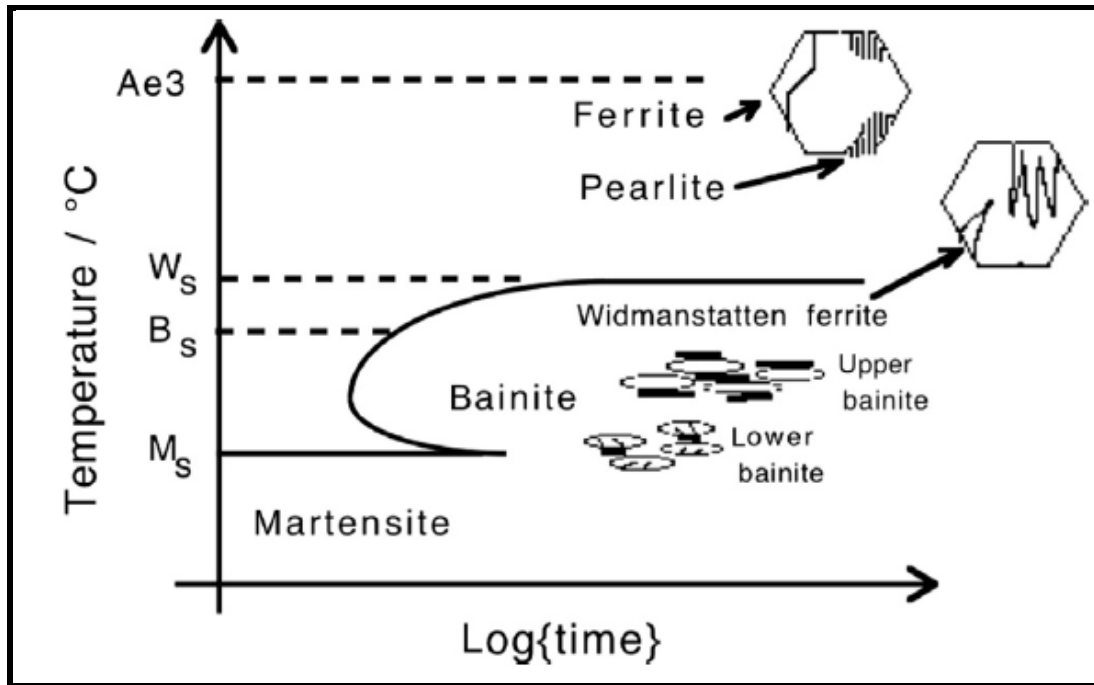 Ae3
Ferrite
Pearlite
Temperature / °C
Ws
Widmanstatten ferrite
Bs
Upper
bainite
Bainite
Lower
bainite
Ms
Martensite
Log{time}